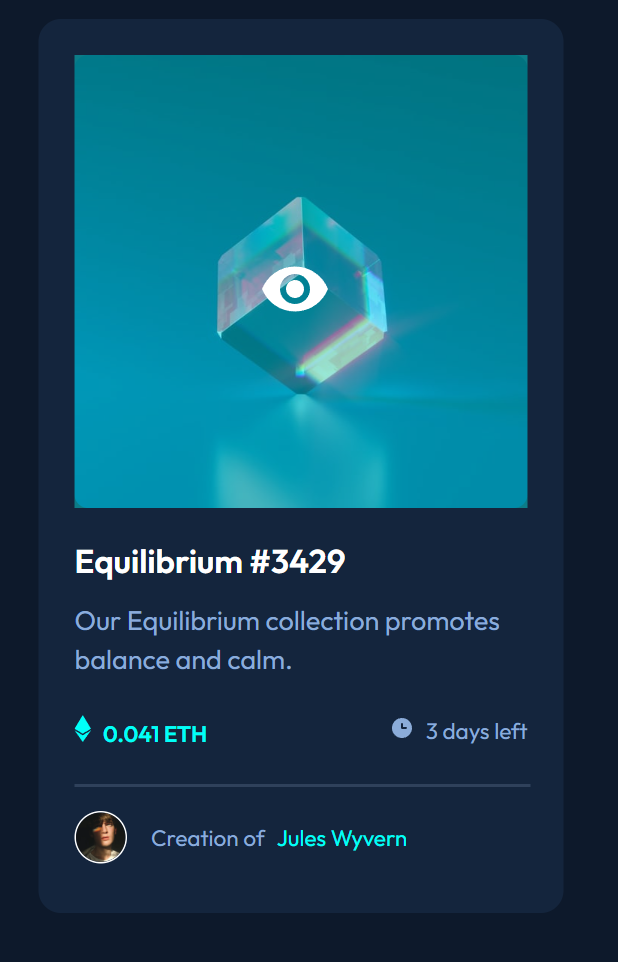 Equilibrium #3429
Our Equilibrium collection promotes
balance and calm.
0.041 ETH
3 days left
Creation of Jules Wyvern